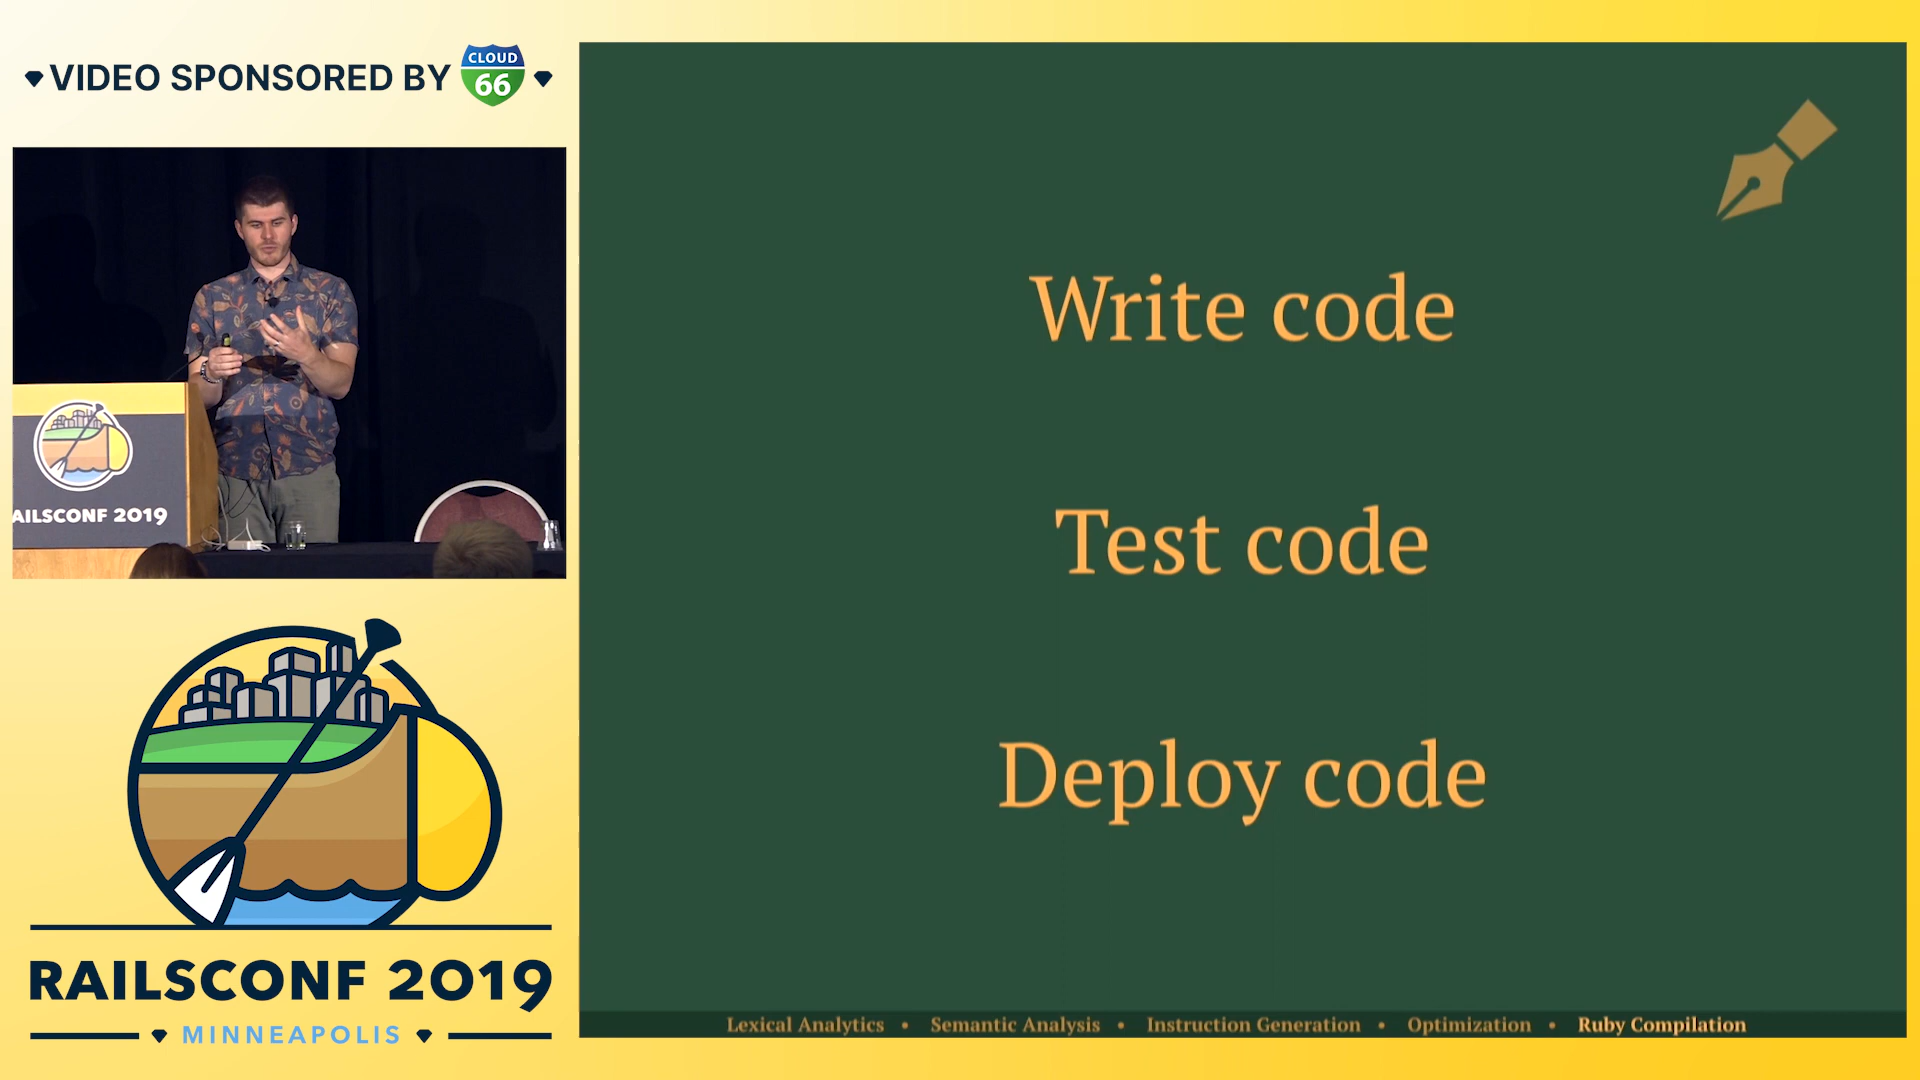 VIDEO SPONSORED BY
CLOUD
66
AILSCONF 2019
RAILSCONF 2019
MINNEAPOLIS
Write code
Test code
Deploy code
Lexical Analytics • Semantic Analysis • Instruction Generation • Optimization • Ruby Compilation